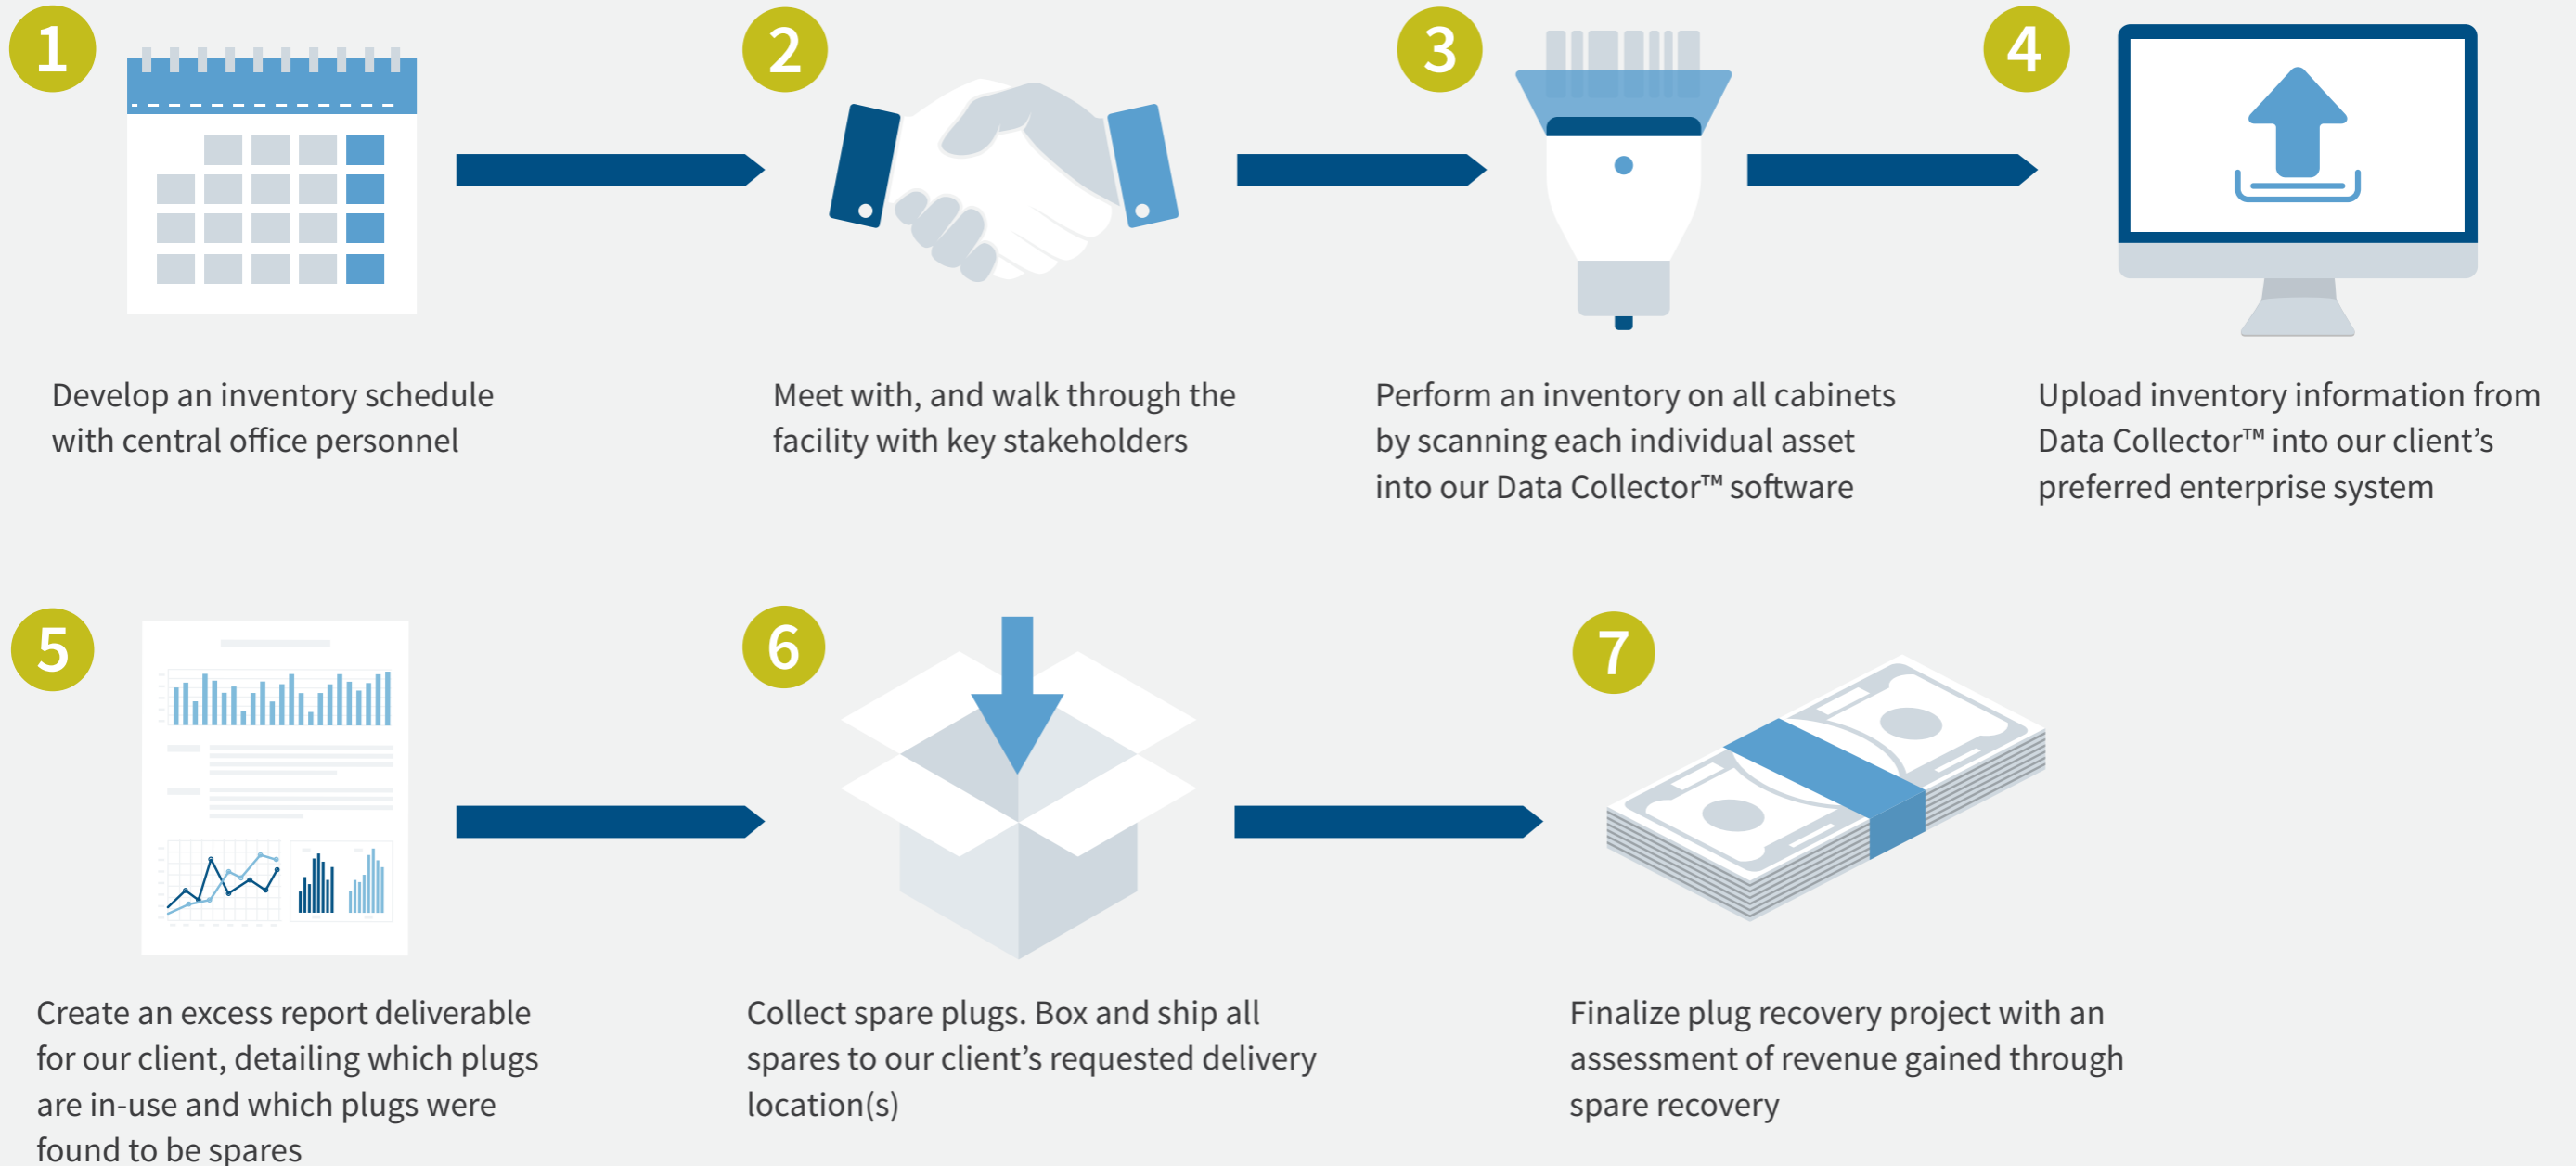 1
Develop an inventory schedule
with central office personnel
2
Meet with, and walk through the
facility with key stakeholders
3
Perform an inventory on all cabinets
by scanning each individual asset
into our Data Collector™ software
4
Upload inventory information from
Data Collector™ into our client’s
preferred enterprise system
5
Create an excess report deliverable
for our client, detailing which plugs
are in-use and which plugs were
found to be spares
6
Collect spare plugs. Box and ship all
spares to our client’s requested delivery
location(s)
7
Finalize plug recovery project with an
assessment of revenue gained through
spare recovery